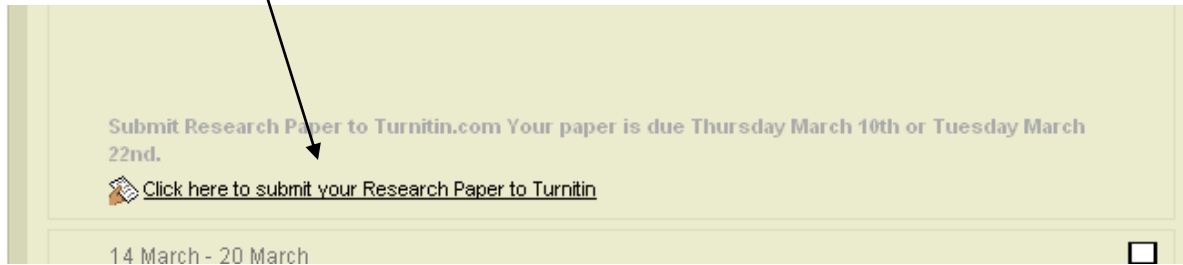 Submit Research Paper to Turnitin.com Your paper is due Thursday March 10th or Tuesday March
22nd.
Click here to submit your Research Paper to Turnitin
14 March - 20 March